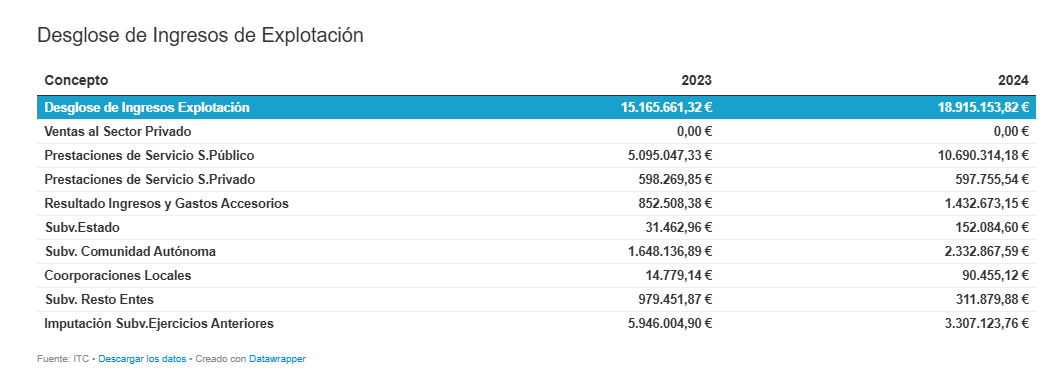 Desglose de Ingresos de Explotación
Concepto 2023 2024
Desglose de Ingresos Explotación 15.165.661,32 € 18.915.153,82 €
Ventas al Sector Privado 0,00 € 0,00 €
Prestaciones de Servicio S.Público 5.095.047,33 € 10.690.314,18 €
Prestaciones de Servicio S.Privado 598.269,85 € 597.755,54 €
Resultado Ingresos y Gastos Accesorios 852.508,38 € 1.432.673,15 €
Subv.Estado 31.462,96 € 152.084,60 €
Subv. Comunidad Autónoma 1.648.136,89 € 2.332.867,59 €
Coorporaciones Locales 14.779,14 € 90.455,12 €
Subv. Resto Entes 979.451,87 € 311.879,88 €
Imputación Subv.Ejercicios Anteriores 5.946.004,90 € 3.307.123,76 €
Fuente: ITC • Descargar los datos • Creado con Datawrapper